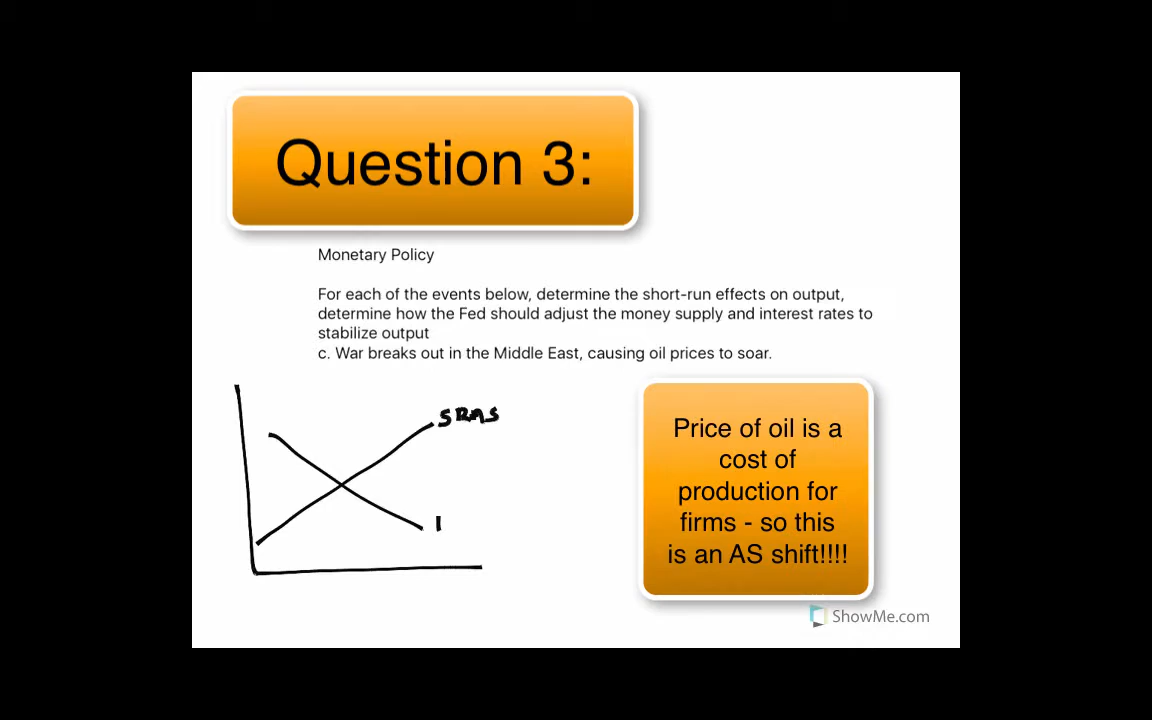 Question 3:
Monetary Policy
For each of the events below, determine the short-run effects on output,
determine how the Fed should adjust the money supply and interest rates to
stabilize output
c. War breaks out in the Middle East, causing oil prices to soar.
SRAS
Price of oil is a
cost of
production for
firms - so this
is an AS shift!!!!
ShowMe.com